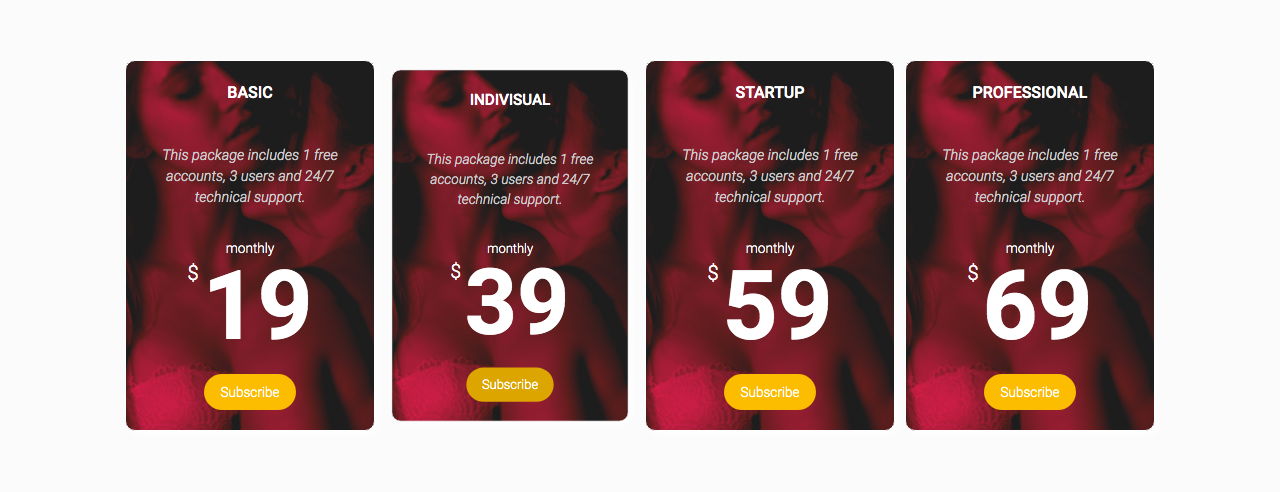 BASIC
This package includes 1 free
accounts, 3 users and 24/7
technical support.
monthly
$19
Subscribe
INDIVISUAL
This package includes 1 free
accounts, 3 users and 24/7
technical support.
monthly
$39
Subscribe
STARTUP
This package includes 1 free
accounts, 3 users and 24/7
technical support.
monthly
$59
Subscribe
PROFESSIONAL
This package includes 1 free
accounts, 3 users and 24/7
technical support.
monthly
$69
Subscribe